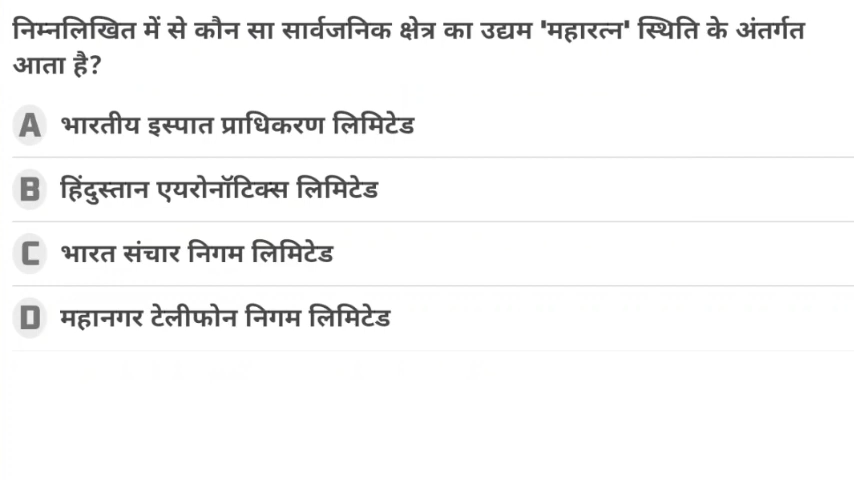 निम्नलिखित में से कौन सा सार्वजनिक क्षेत्र का उद्यम 'महारत्न' स्थिति के अंतर्गत
आता है?
A भारतीय इस्पात प्राधिकरण लिमिटेड
B हिंदुस्तान एयरोनॉटिक्स लिमिटेड
C भारत संचार निगम लिमिटेड
D महानगर टेलीफोन निगम लिमिटेड